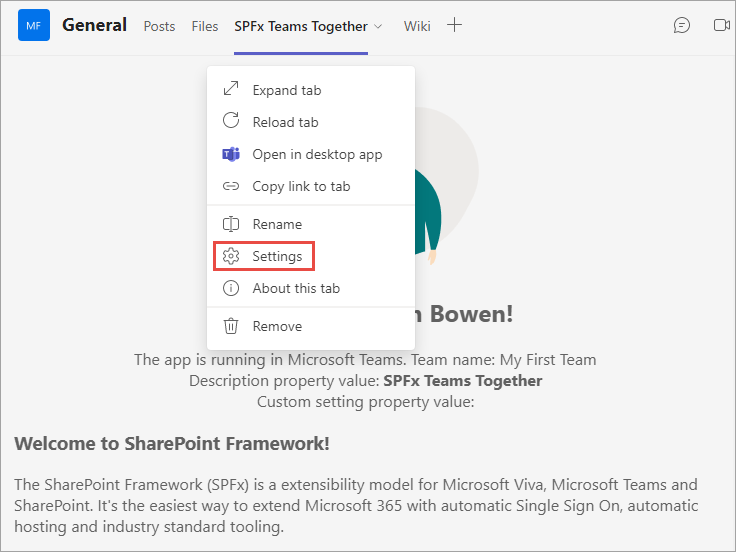 MF General Posts Files SPFx Teams Together Wiki
Expand tab
Reload tab
Open in desktop app
Copy link to tab
Rename
Settings
About this tab
Remove
Bowen!
The app is running in Microsoft Teams. Team name: My First Team
Description property value: SPFx Teams Together
Custom setting property value:
Welcome to SharePoint Framework!
The SharePoint Framework (SPFx) is a extensibility model for Microsoft Viva, Microsoft Teams and
SharePoint. It's the easiest way to extend Microsoft 365 with automatic Single Sign On, automatic
hosting and industry standard tooling.